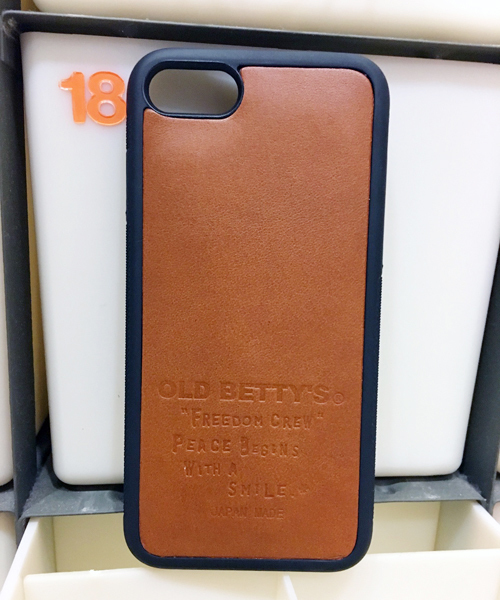 18
OLD BETTY'S®
"FREEDOM CREW"
PEACE BEGINS
WITH A
SMILE.
JAPAN MADE